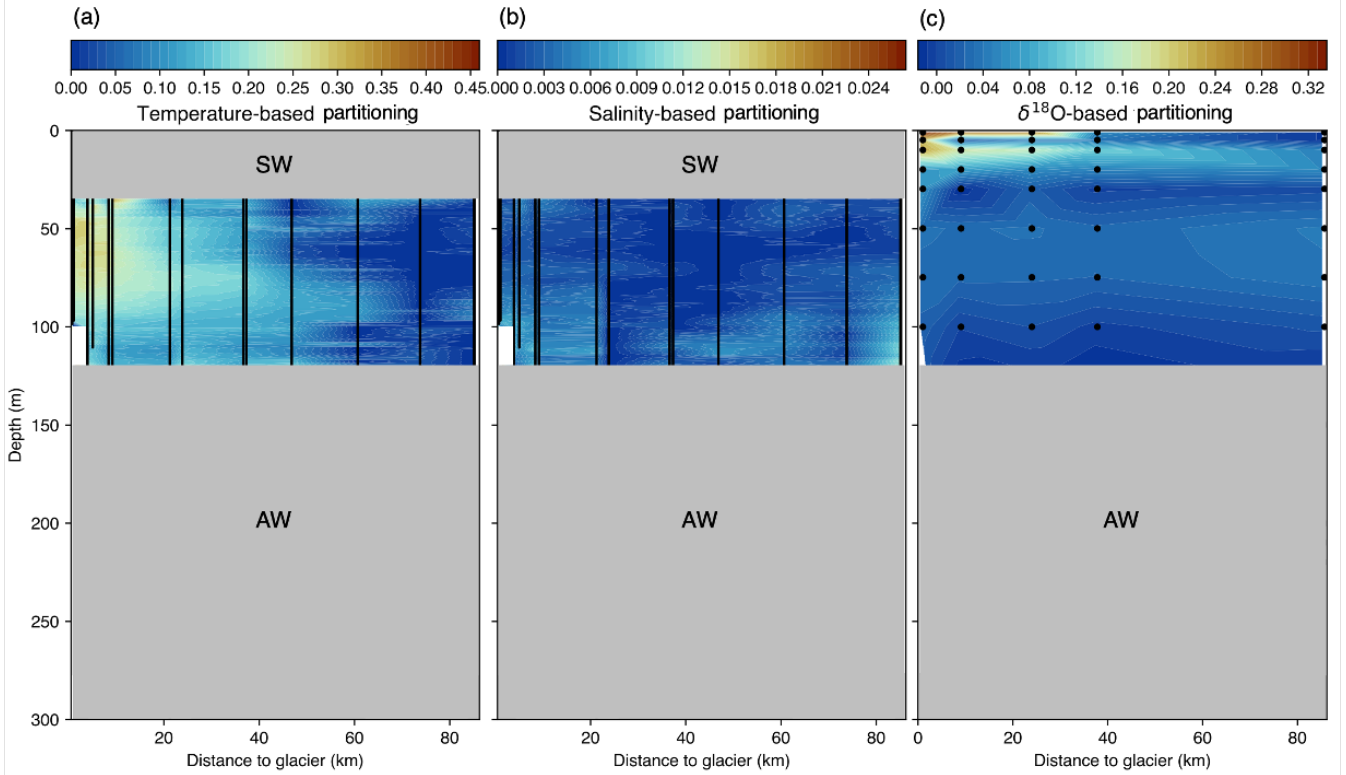 (a) (b) (c)
0.00 0.05 0.10 0.15 0.20 0.25 0.30 0.35 0.40 0.45
0.000 0.003 0.006 0.009 0.012 0.015 0.018 0.021 0.024
0.00 0.04 0.08 0.12 0.16 0.20 0.24 0.28 0.32
Temperature-based partitioning
Salinity-based partitioning
δ¹⁸O-based partitioning
Depth (m)
0
50
100
150
200
250
300
SW
AW
20 40 60 80
Distance to glacier (km)
SW
AW
20 40 60 80
Distance to glacier (km)
AW
0 20 40 60 80
Distance to glacier (km)